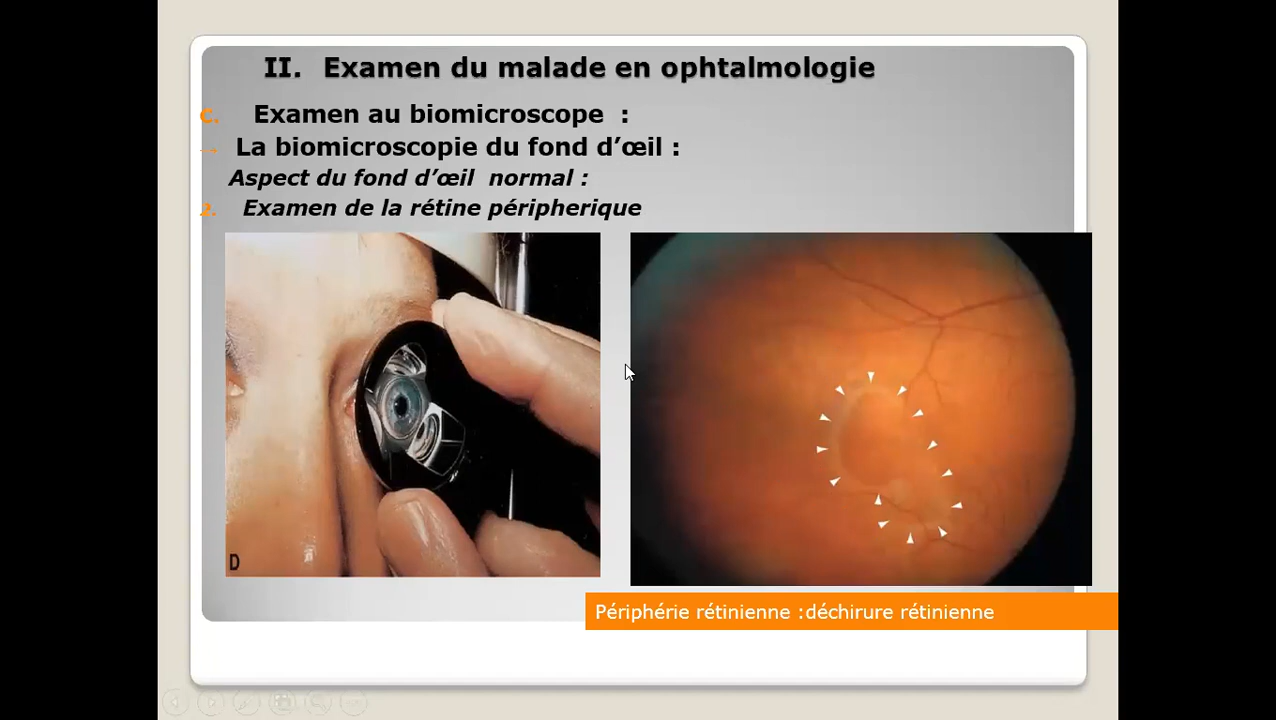 II. Examen du malade en ophtalmologie
C. Examen au biomicroscope :
→ La biomicroscopie du fond d’œil :
Aspect du fond d’œil normal :
2. Examen de la rétine péripherique
D
Périphérie rétinienne :déchirure rétinienne